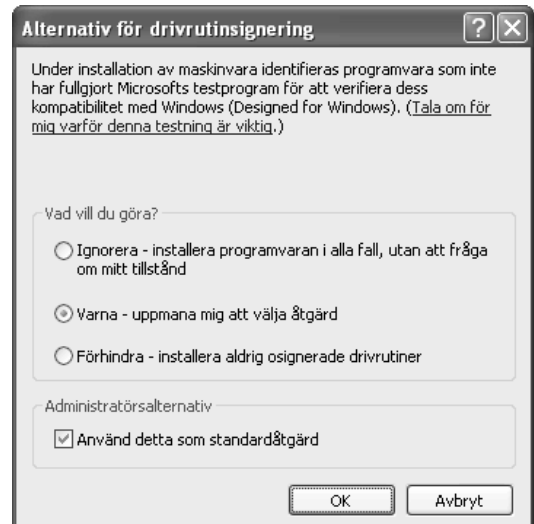 Alternativ för drivrutinsignering
Under installation av maskinvara identifieras programvara som inte
har fullgjort Microsofts testprogram för att verifiera dess
kompatibilitet med Windows (Designed for Windows). (Tala om för
mig varför denna testning är viktig.)
Vad vill du göra?
Ignorera - installera programvaran i alla fall, utan att fråga
om mitt tillstånd
Varna - uppmana mig att välja åtgärd
Förhindra - installera aldrig osignerade drivrutiner
Administratörsalternativ
Använd detta som standardåtgärd
OK Avbryt